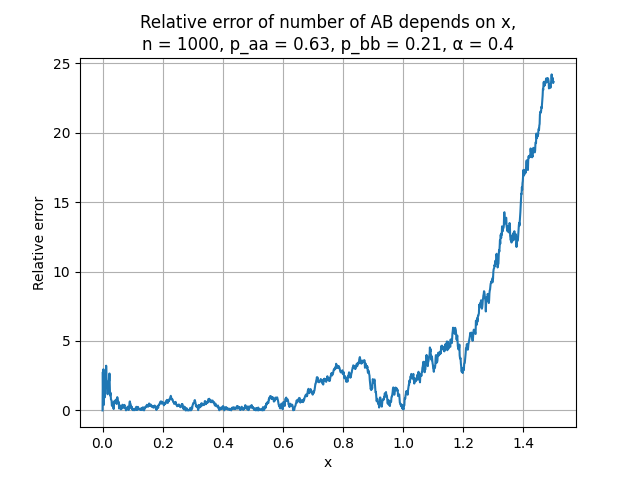 Relative error of number of AB depends on x,
n = 1000, p_aa = 0.63, p_bb = 0.21, α = 0.4
25
20
15
10
5
0
Relative error
0.0 0.2 0.4 0.6 0.8 1.0 1.2 1.4
x